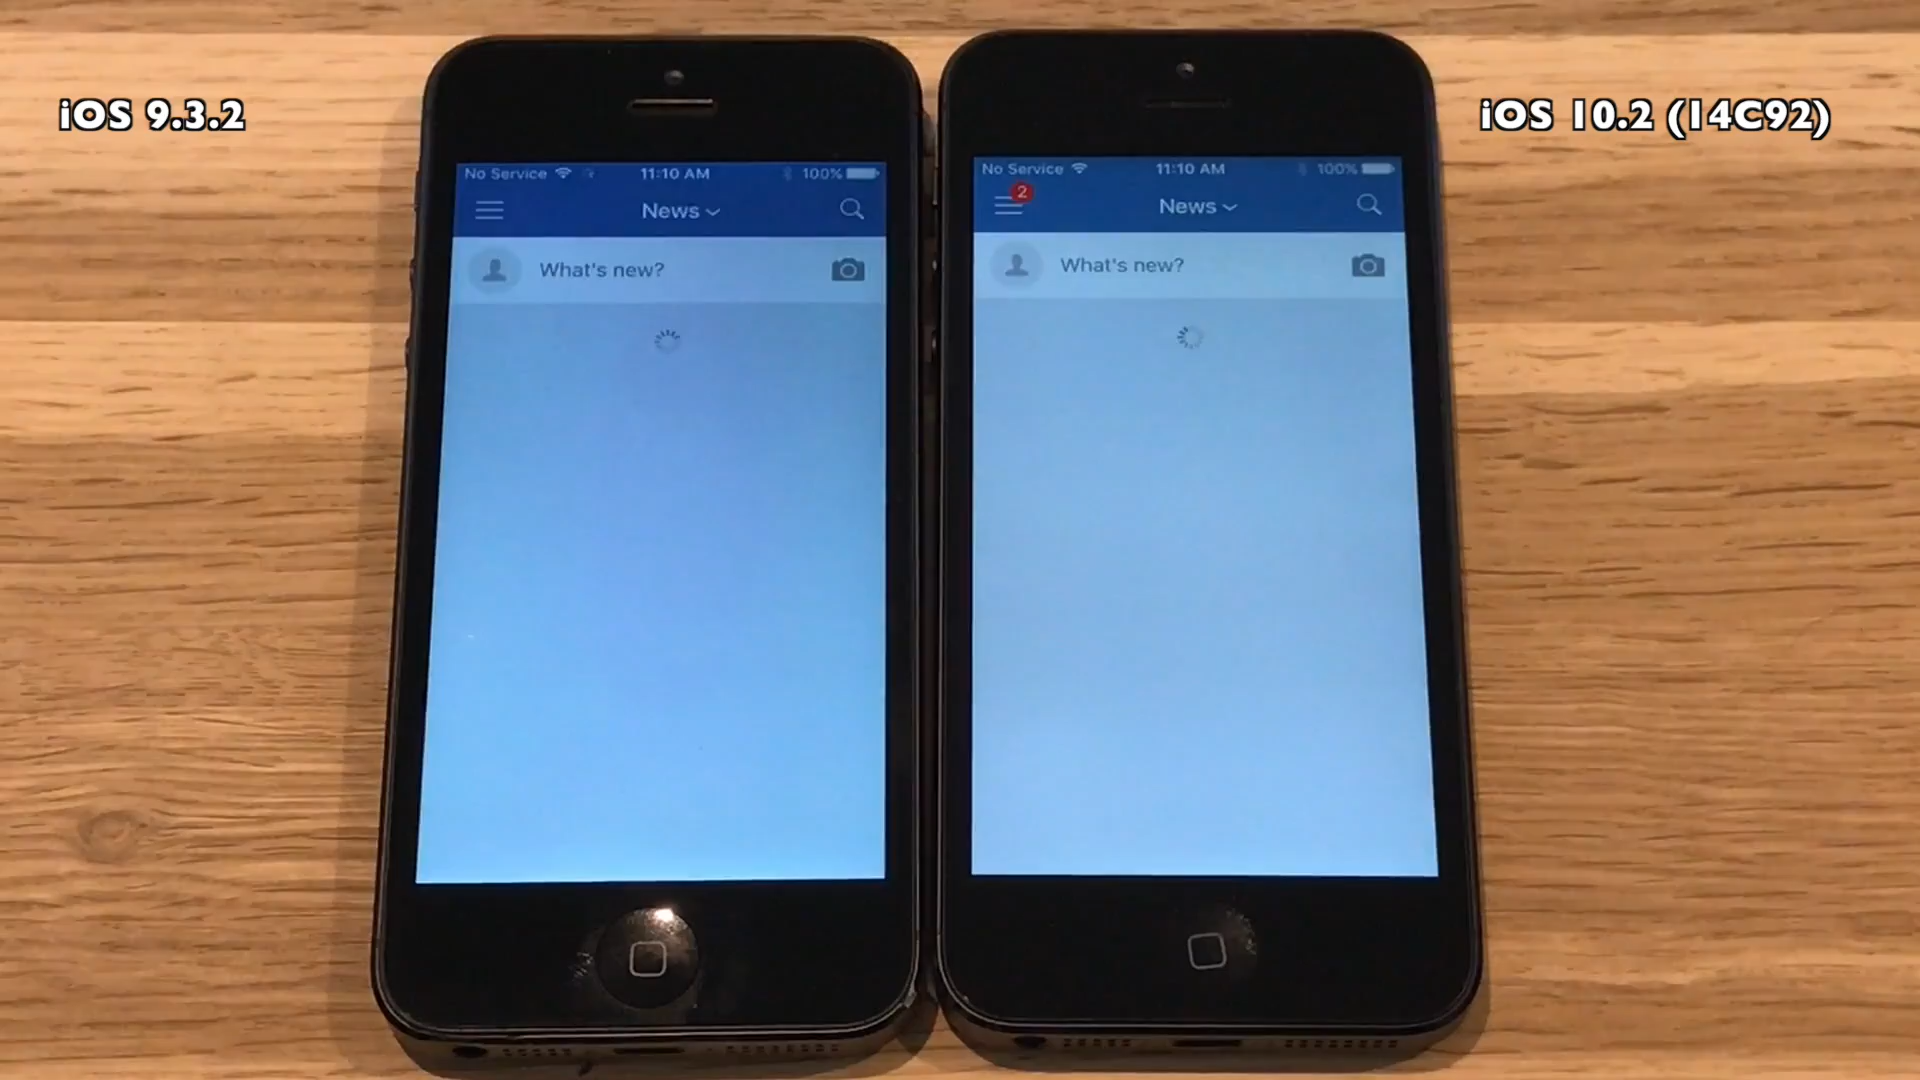 iOS 9.3.2
iOS 10.2 (14C92)
No Service 11:10 AM 100%
News
What's new?
No Service 11:10 AM 100%
2
News
What's new?